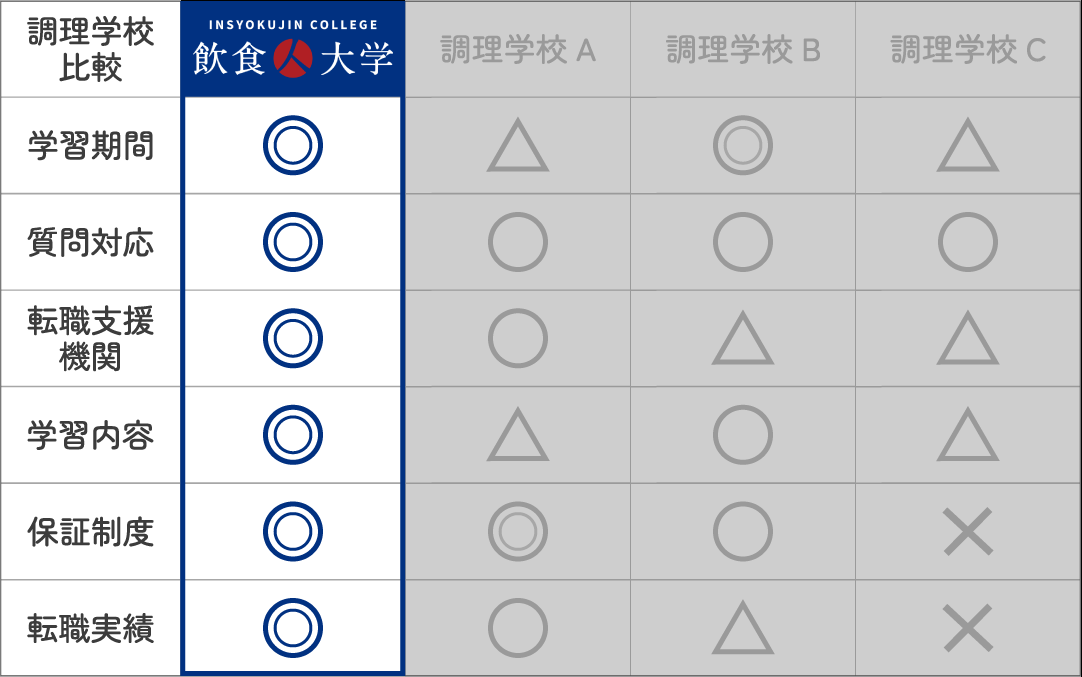 調理学校
比較
INSYOKUJIN COLLEGE
飲食人大学
調理学校 A
調理学校 B
調理学校 C
学習期間
◎ △ ◎ △
質問対応
◎ ○ ○ ○
転職支援
機関
◎ ○ △ △
学習内容
◎ △ ○ △
保証制度
◎ ◎ ○ ×
転職実績
◎ ○ △ ×